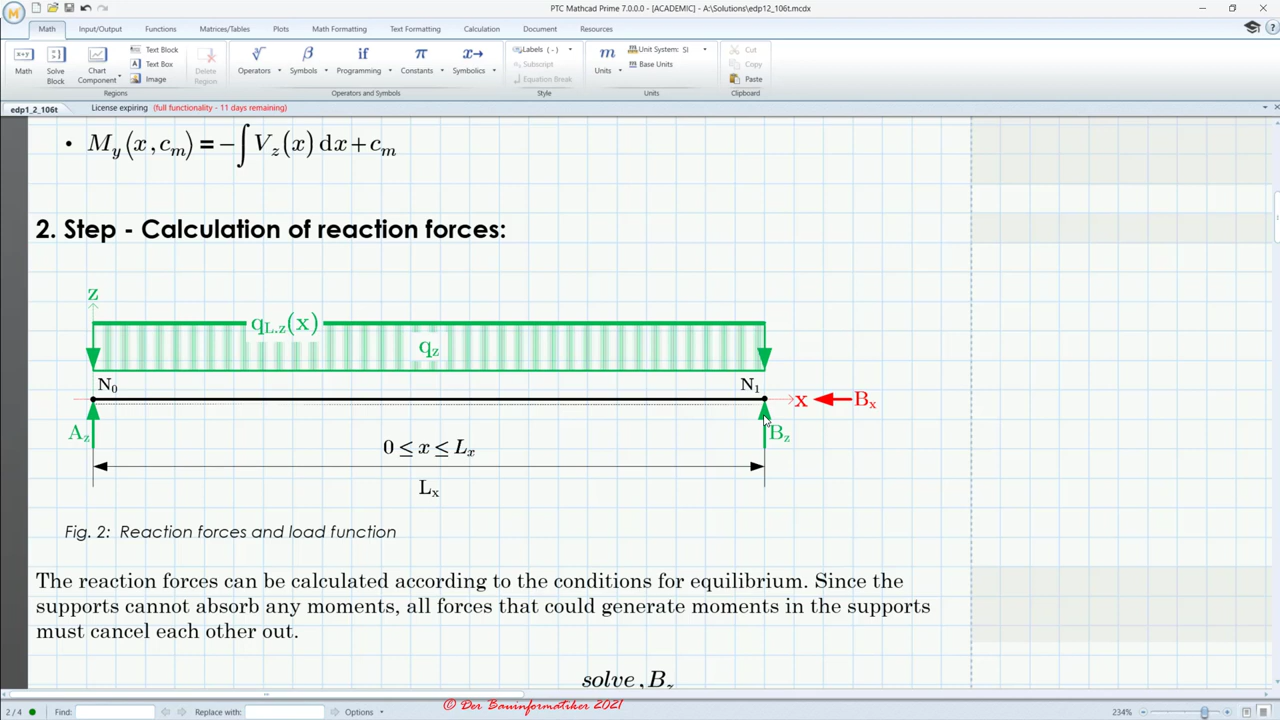 PTC Mathcad Prime 7.0.0.0 - [ACADEMIC] - A:\Solutions\edp12_106t.mcdx
Math Input/Output Functions Matrices/Tables Plots Math Formatting Text Formatting Calculation Document Resources
Math Solve Block Chart Component Text Block Text Box Image Delete Region Operators Symbols Programming Constants Symbolics Labels ( - ) Subscript Equation Break Units Unit System: SI Base Units Cut Copy Paste
Regions Operators and Symbols Style Units Clipboard
edp1_2_106t License expiring (full functionality - 11 days remaining)
• M_y(x, c_m) = -∫ V_z(x) dx + c_m
2. Step - Calculation of reaction forces:
z
q_L.z(x)
q_z
N_0 N_1
x B_x
A_z B_z
0 ≤ x ≤ L_x
L_x
Fig. 2: Reaction forces and load function
The reaction forces can be calculated according to the conditions for equilibrium. Since the
supports cannot absorb any moments, all forces that could generate moments in the supports
must cancel each other out.
solve , B_z
© Der Bauinformatiker 2021
2/4 Find: Replace with: Options 234%